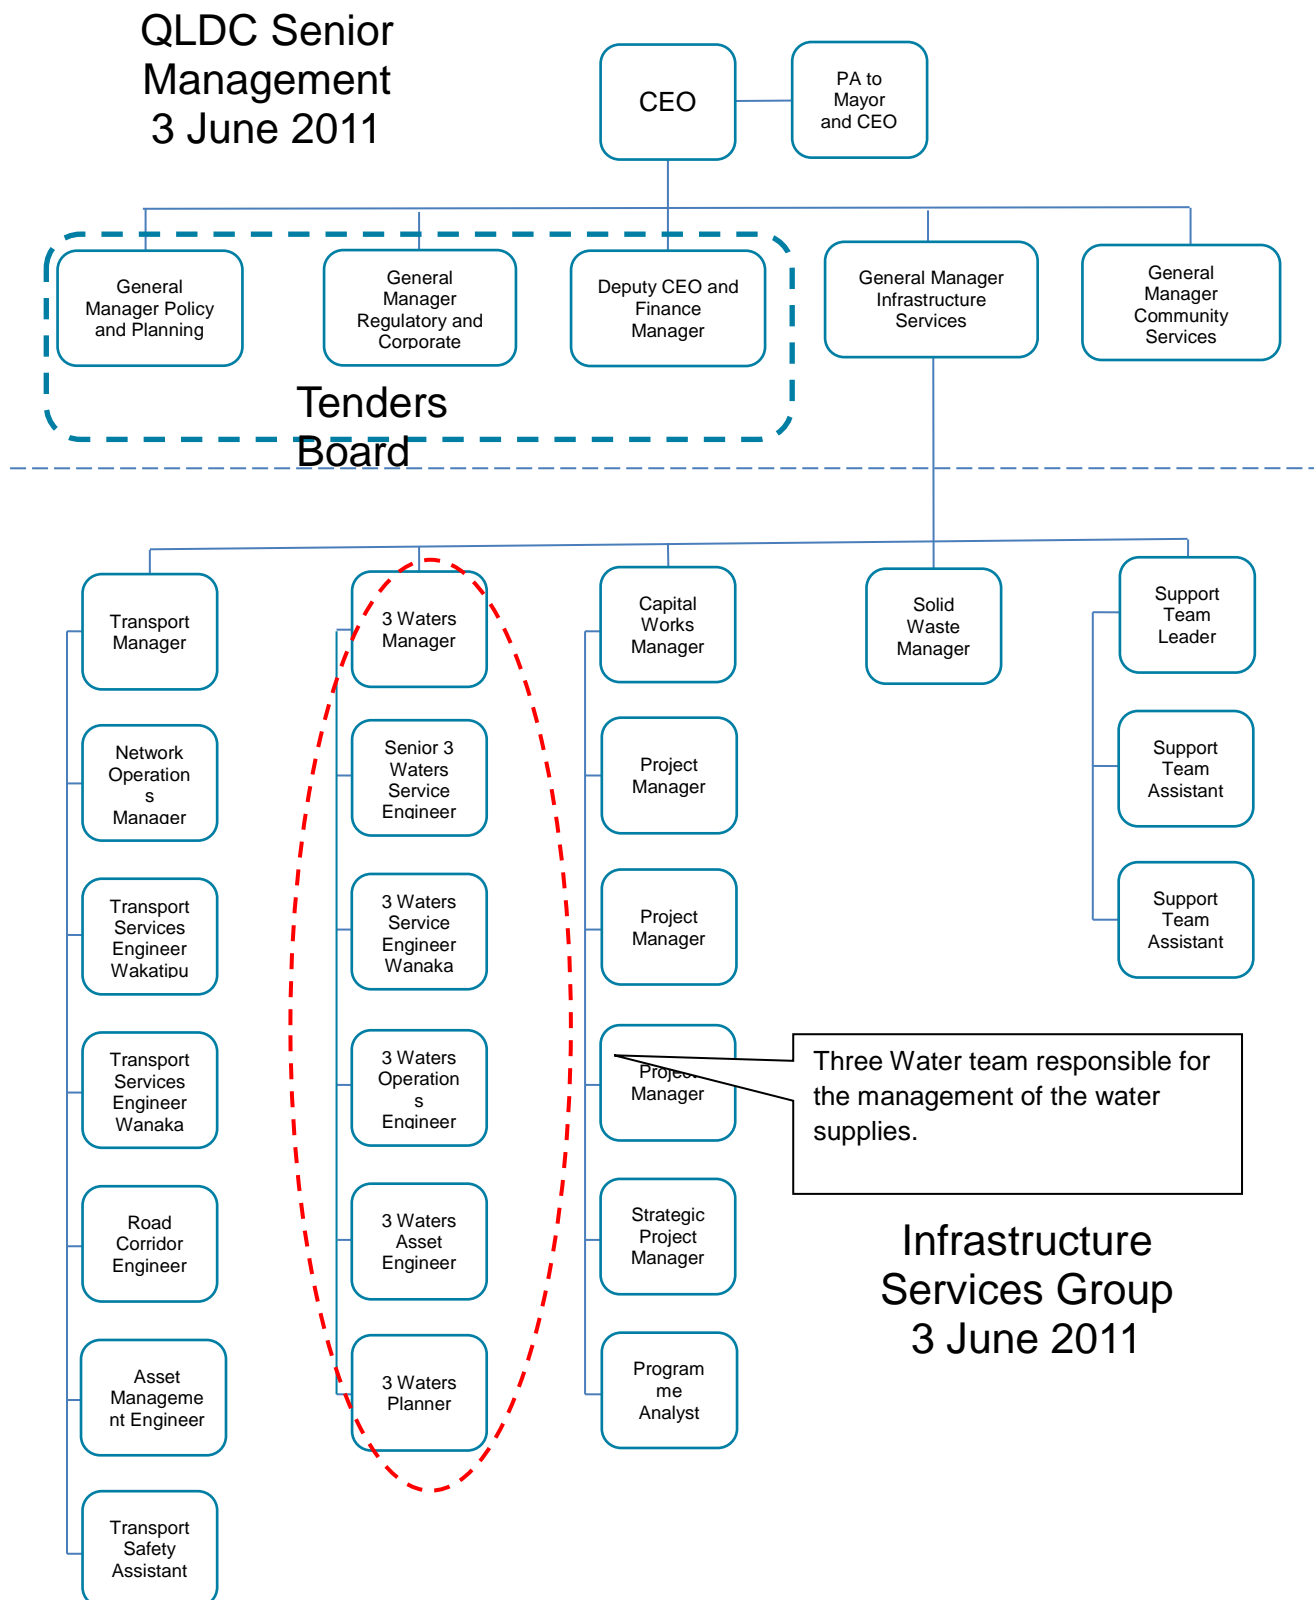 QLDC Senior
Management
3 June 2011
CEO
PA to
Mayor
and CEO
General
Manager Policy
and Planning
General
Manager
Regulatory and
Corporate
Deputy CEO and
Finance
Manager
General Manager
Infrastructure
Services
General
Manager
Community
Services
Tenders
Board
Transport
Manager
3 Waters
Manager
Capital
Works
Manager
Solid
Waste
Manager
Support
Team
Leader
Network
Operation
s
Manager
Senior 3
Waters
Service
Engineer
Project
Manager
Support
Team
Assistant
Transport
Services
Engineer
Wakatipu
3 Waters
Service
Engineer
Wanaka
Project
Manager
Support
Team
Assistant
Transport
Services
Engineer
Wanaka
3 Waters
Operation
s
Engineer
Project
Manager
Three Water team responsible for
the management of the water
supplies.
Road
Corridor
Engineer
3 Waters
Asset
Engineer
Strategic
Project
Manager
Infrastructure
Services Group
3 June 2011
Asset
Manageme
nt Engineer
3 Waters
Planner
Program
me
Analyst
Transport
Safety
Assistant